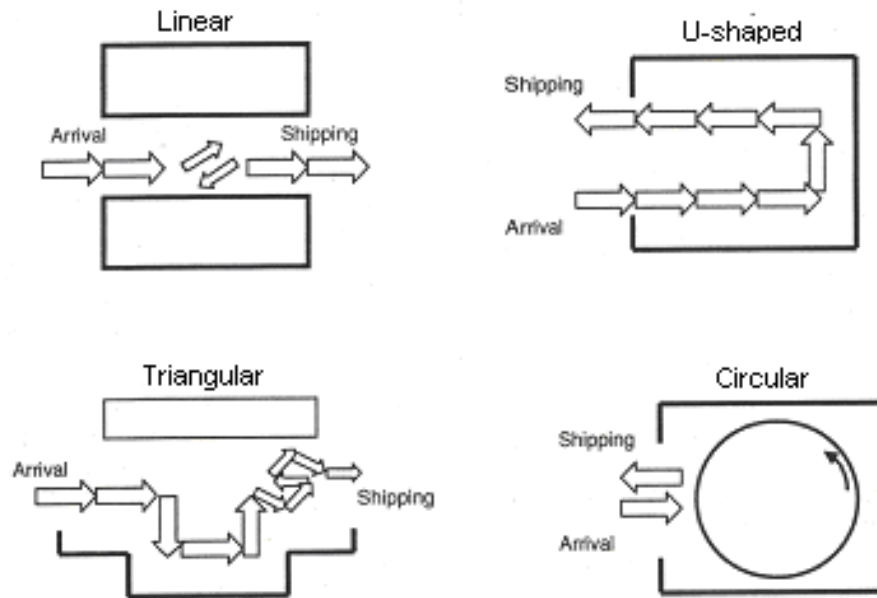 Linear
Arrival
Shipping
U-shaped
Shipping
Arrival
Triangular
Arrival
Shipping
Circular
Shipping
Arrival